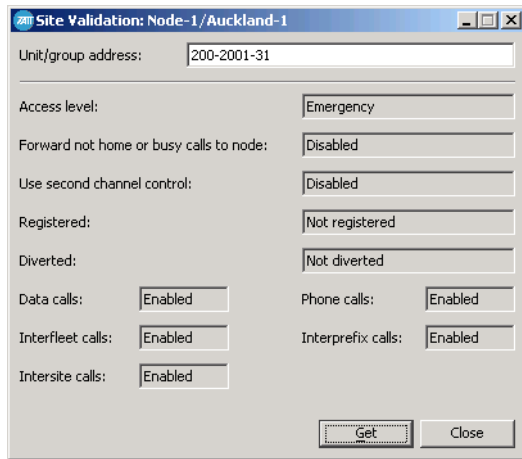 TAIT Site Validation: Node-1/Auckland-1
Unit/group address: 200-2001-31
Access level: Emergency
Forward not home or busy calls to node: Disabled
Use second channel control: Disabled
Registered: Not registered
Diverted: Not diverted
Data calls: Enabled Phone calls: Enabled
Interfleet calls: Enabled Interprefix calls: Enabled
Intersite calls: Enabled
Get Close